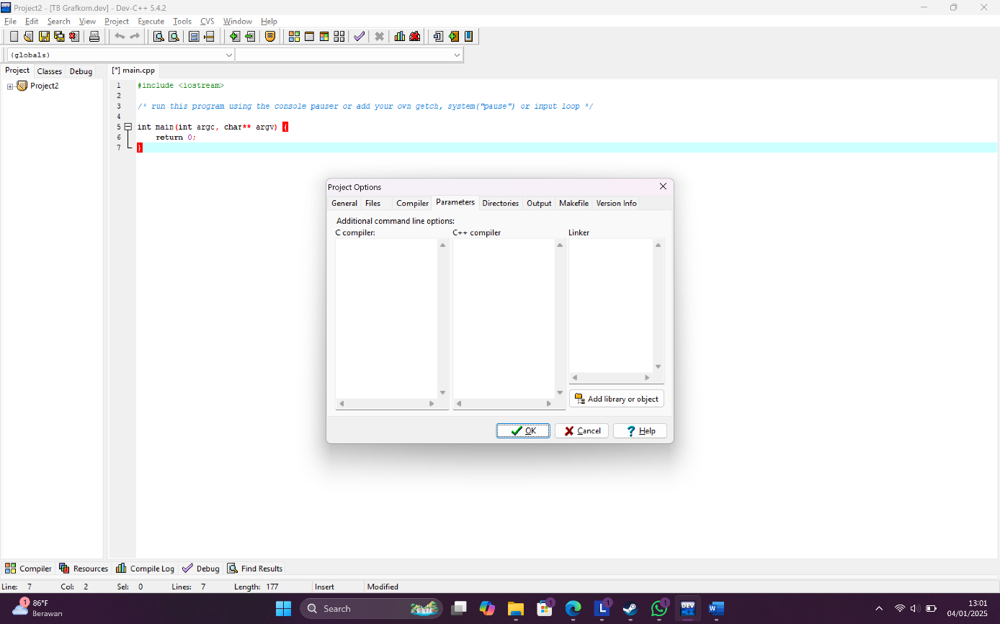 Project2 - [TB Grafkom.dev] - Dev-C++ 5.4.2
File Edit Search View Project Execute Tools CVS Window Help
(globals)
Project Classes Debug
[*] main.cpp
Project2
1 #include <iostream>
2
3 /* run this program using the console pauser or add your own getch, system("pause") or input loop */
4
5 int main(int argc, char** argv) {
6 return 0;
7 }
Project Options
General Files Compiler Parameters Directories Output Makefile Version Info
Additional command line options:
C compiler: C++ compiler Linker
Add library or object
OK Cancel Help
Compiler Resources Compile Log Debug Find Results
Line: 7 Col: 2 Sel: 0 Lines: 7 Length: 177 Insert Modified
1 86°F
Berawan
Search
1 1 1
DEV
W
L
13:01
04/01/2025